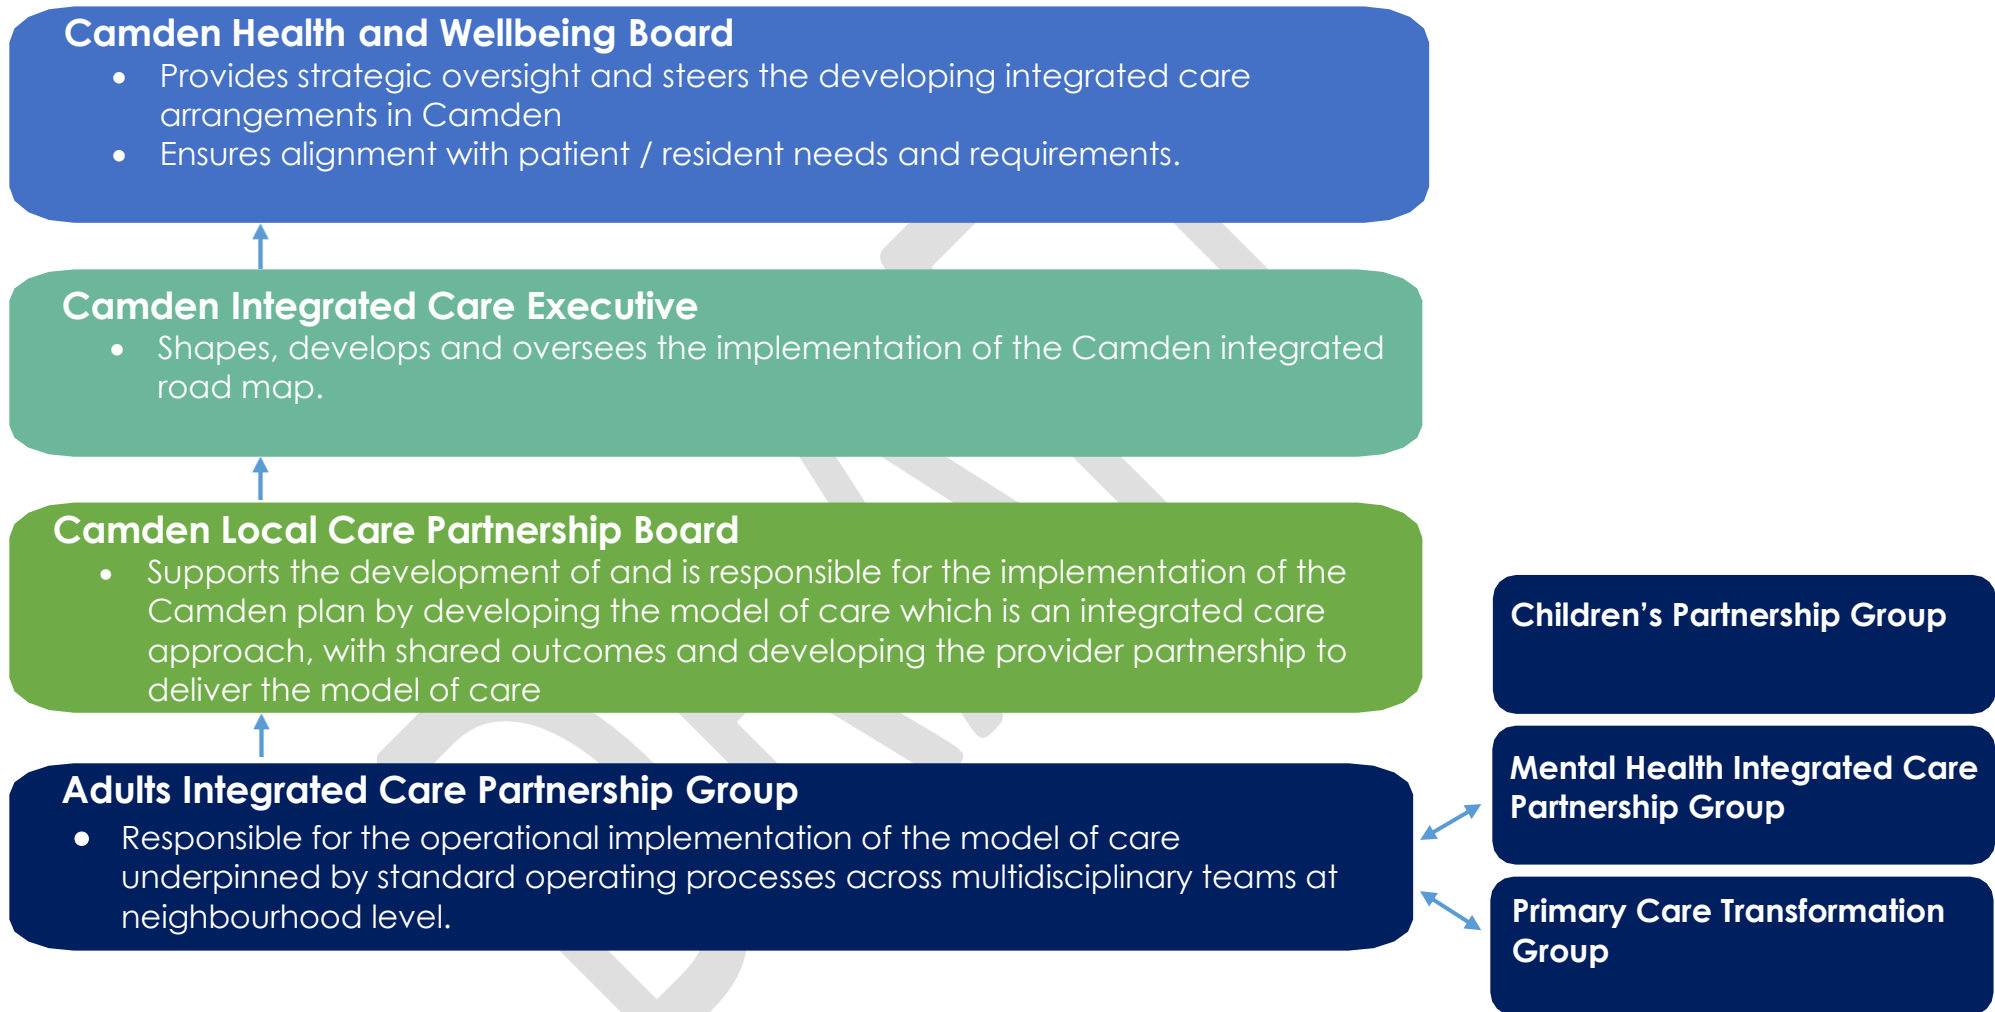 Camden Health and Wellbeing Board
• Provides strategic oversight and steers the developing integrated care
arrangements in Camden
• Ensures alignment with patient / resident needs and requirements.
Camden Integrated Care Executive
• Shapes, develops and oversees the implementation of the Camden integrated
road map.
Camden Local Care Partnership Board
• Supports the development of and is responsible for the implementation of the
Camden plan by developing the model of care which is an integrated care
approach, with shared outcomes and developing the provider partnership to
deliver the model of care
Adults Integrated Care Partnership Group
• Responsible for the operational implementation of the model of care
underpinned by standard operating processes across multidisciplinary teams at
neighbourhood level.
Children’s Partnership Group
Mental Health Integrated Care
Partnership Group
Primary Care Transformation
Group
DRAFT